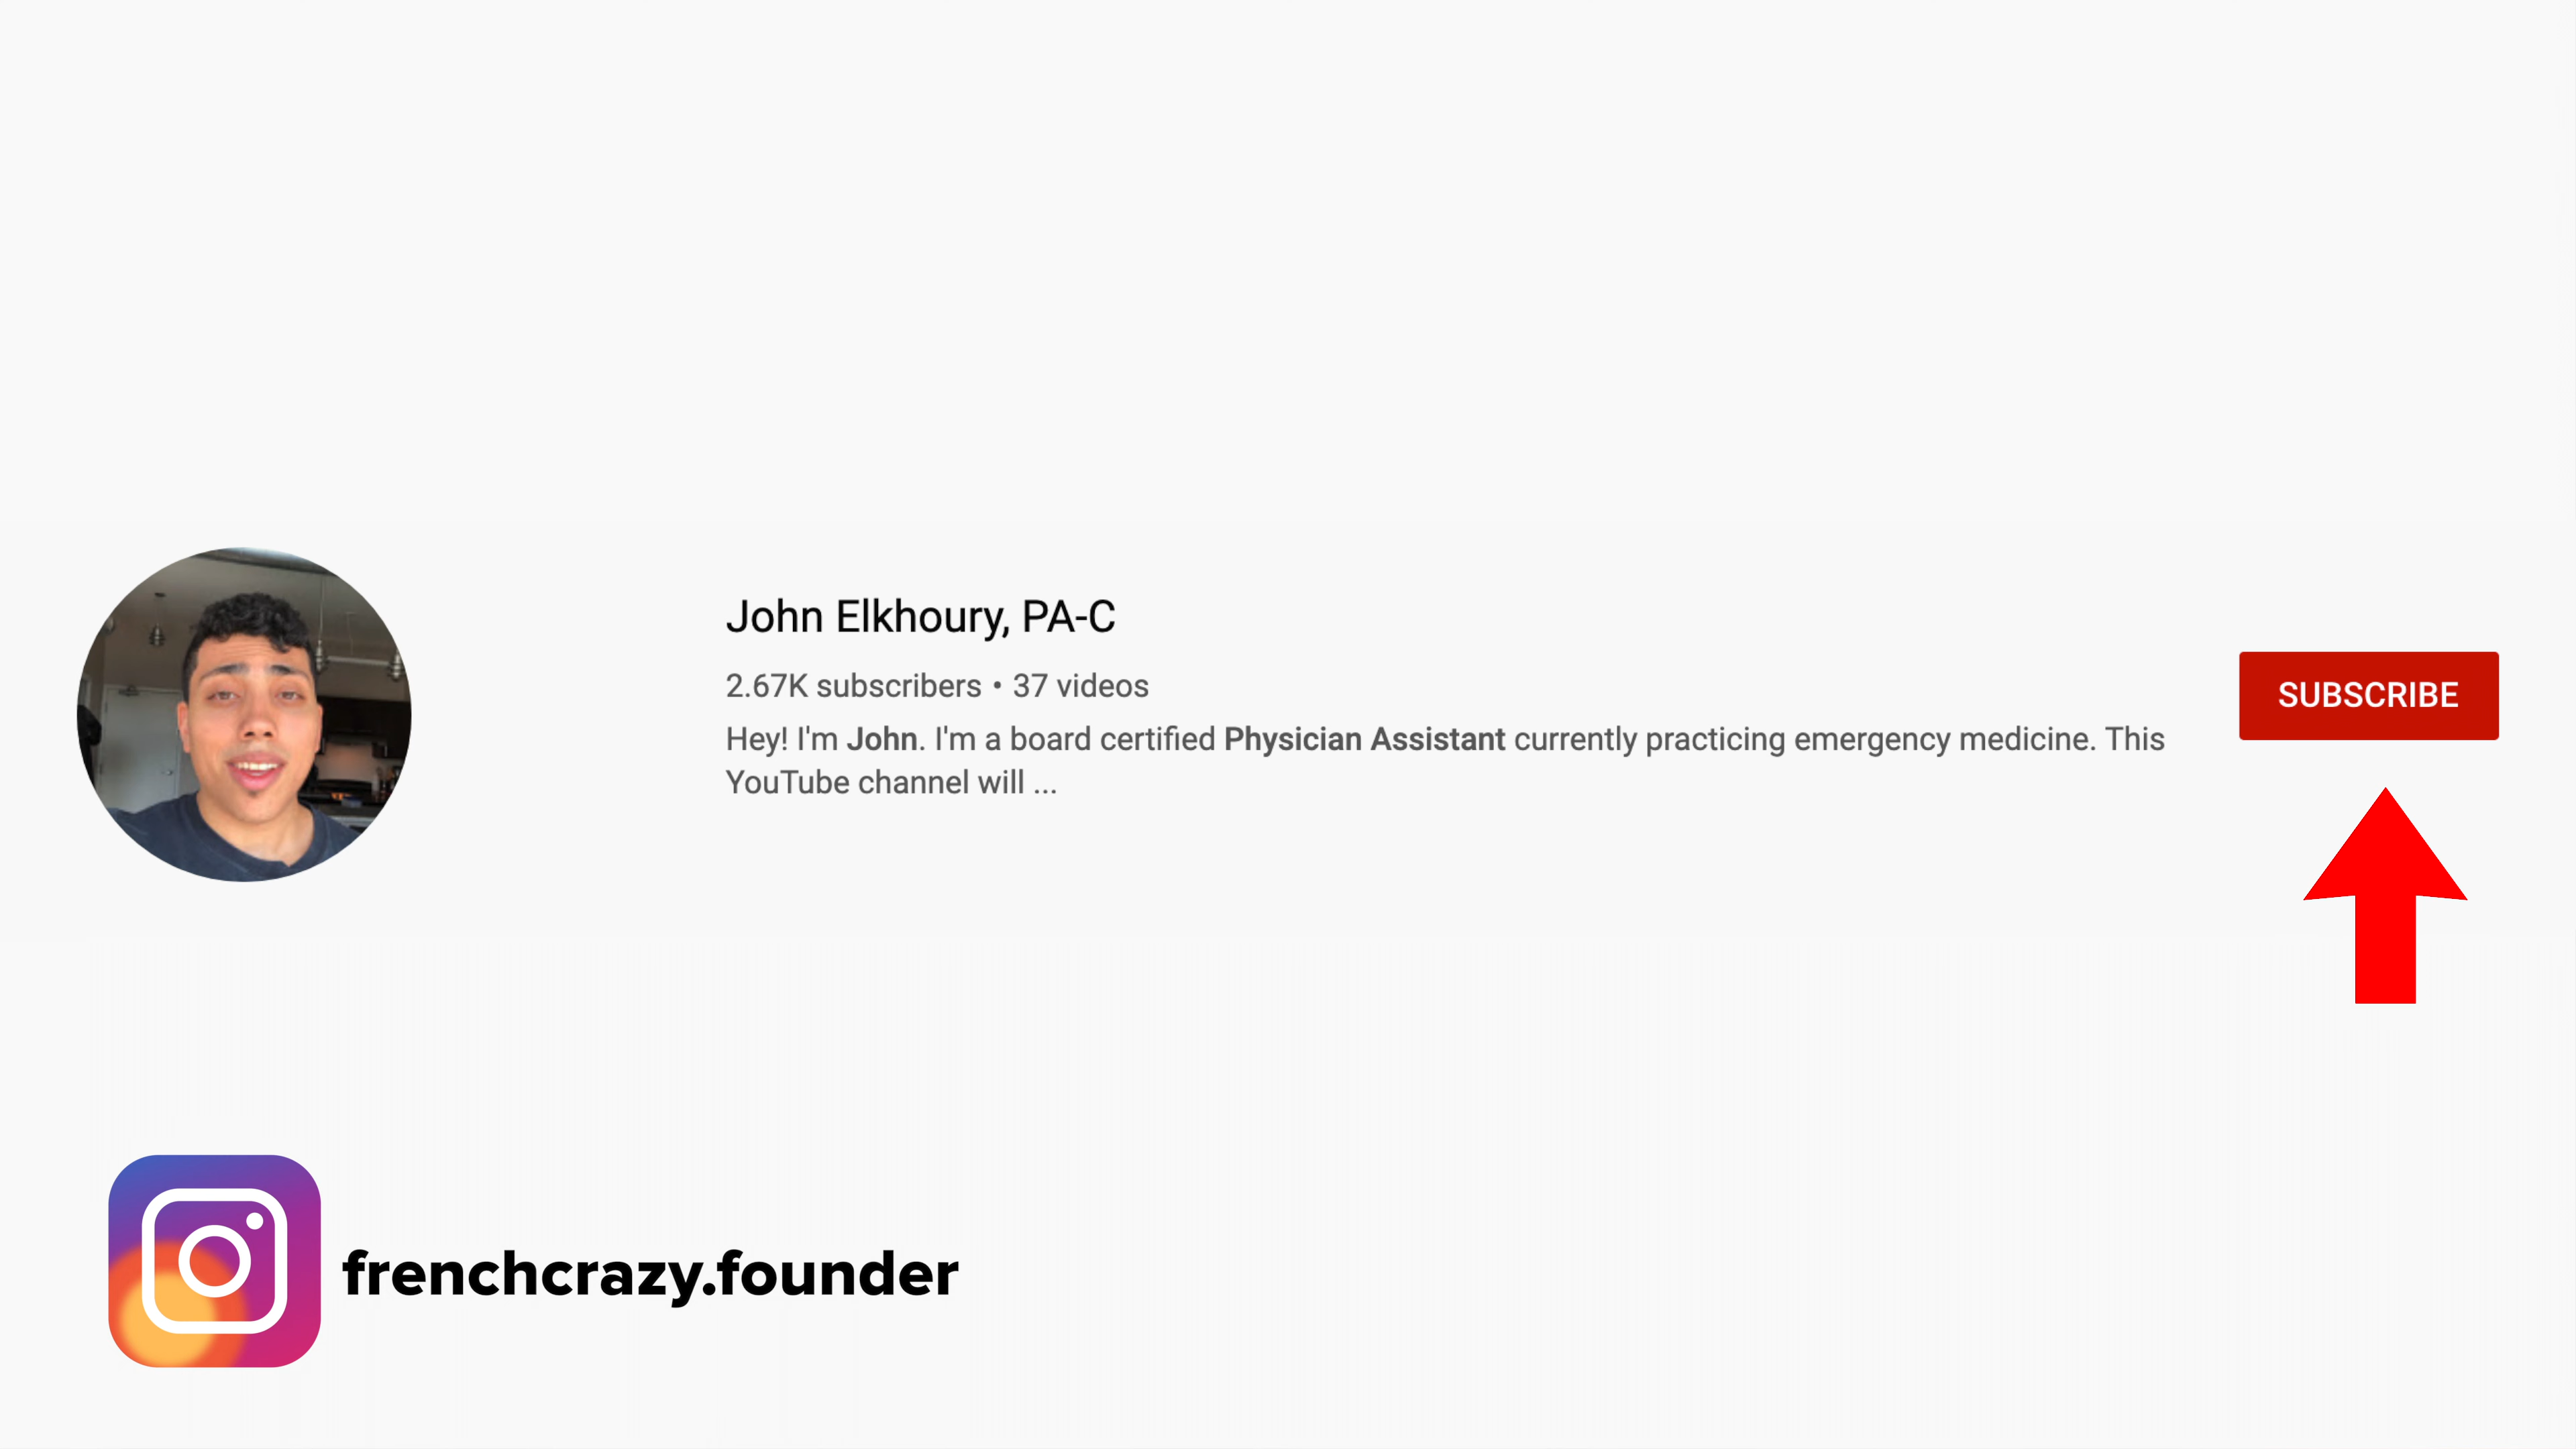 John Elkhoury, PA-C
2.67K subscribers • 37 videos
Hey! I'm John. I'm a board certified Physician Assistant currently practicing emergency medicine. This
YouTube channel will ...
SUBSCRIBE
frenchcrazy.founder